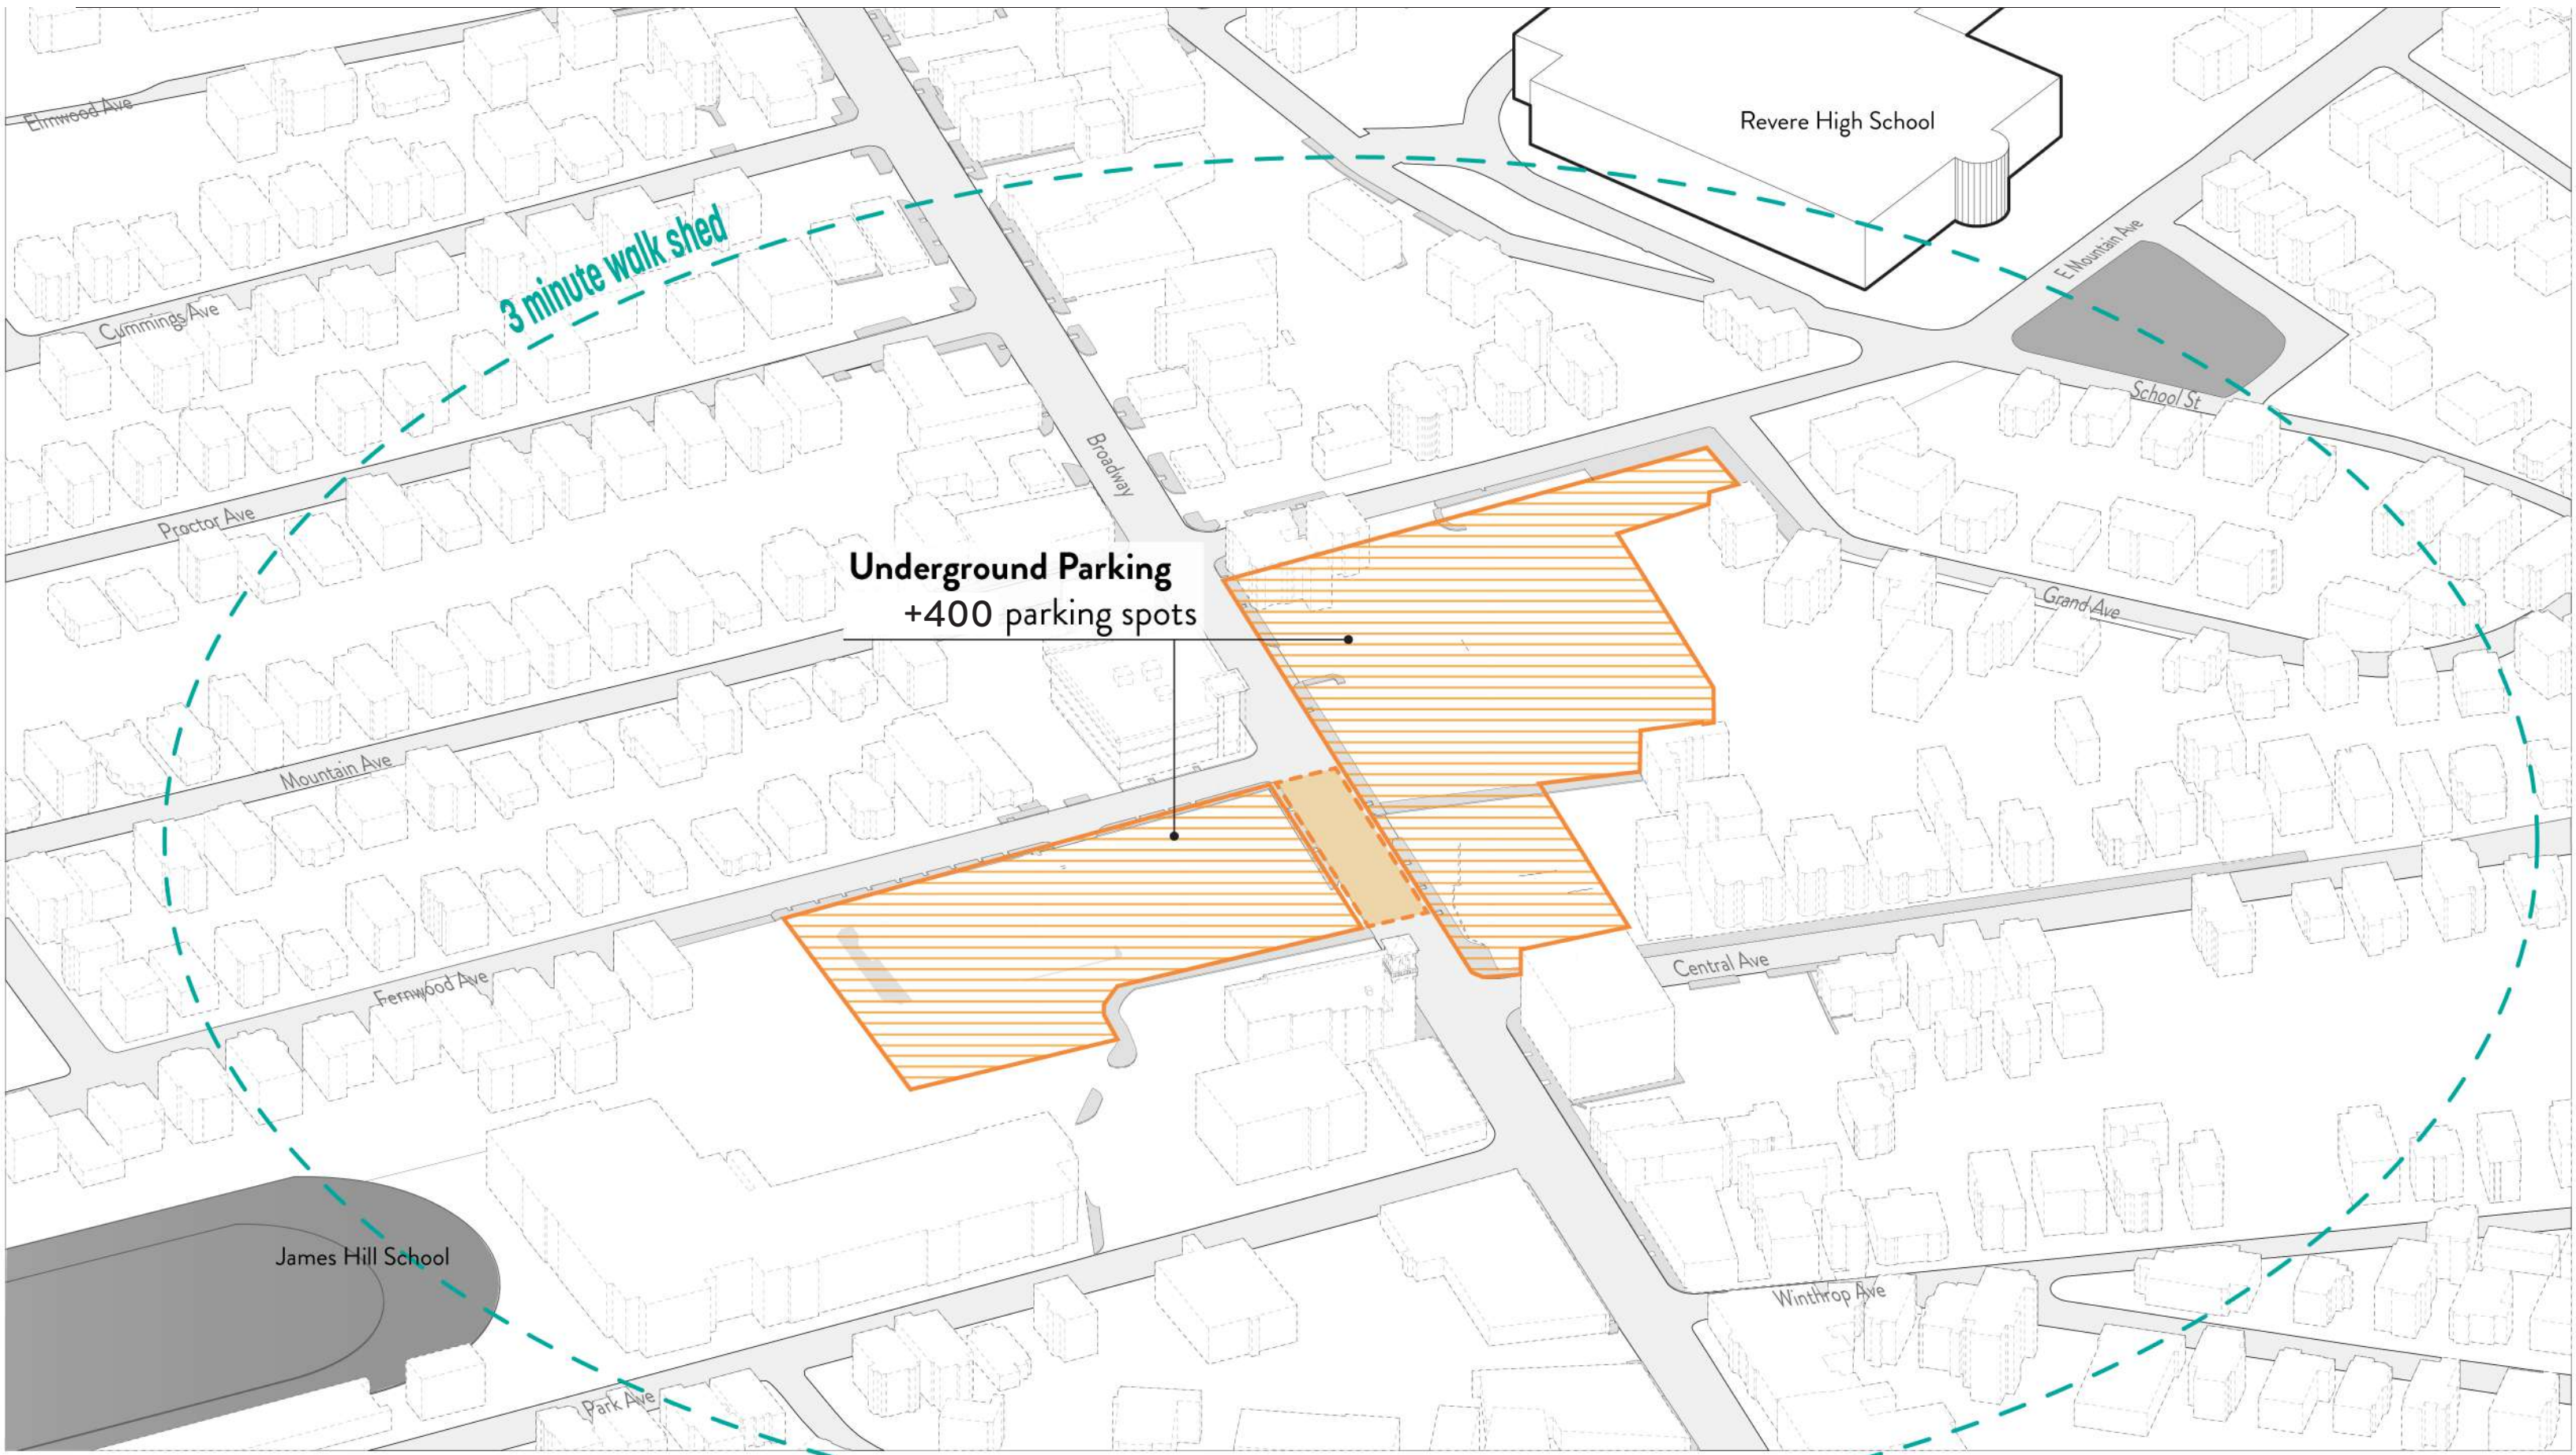 Elmwood Ave
Revere High School
E Mountain Ave
3 minute walk shed
Cummings Ave
School St
Broadway
Proctor Ave
Underground Parking
+400 parking spots
Grand Ave
Mountain Ave
Central Ave
Fernwood Ave
James Hill School
Winthrop Ave
Park Ave